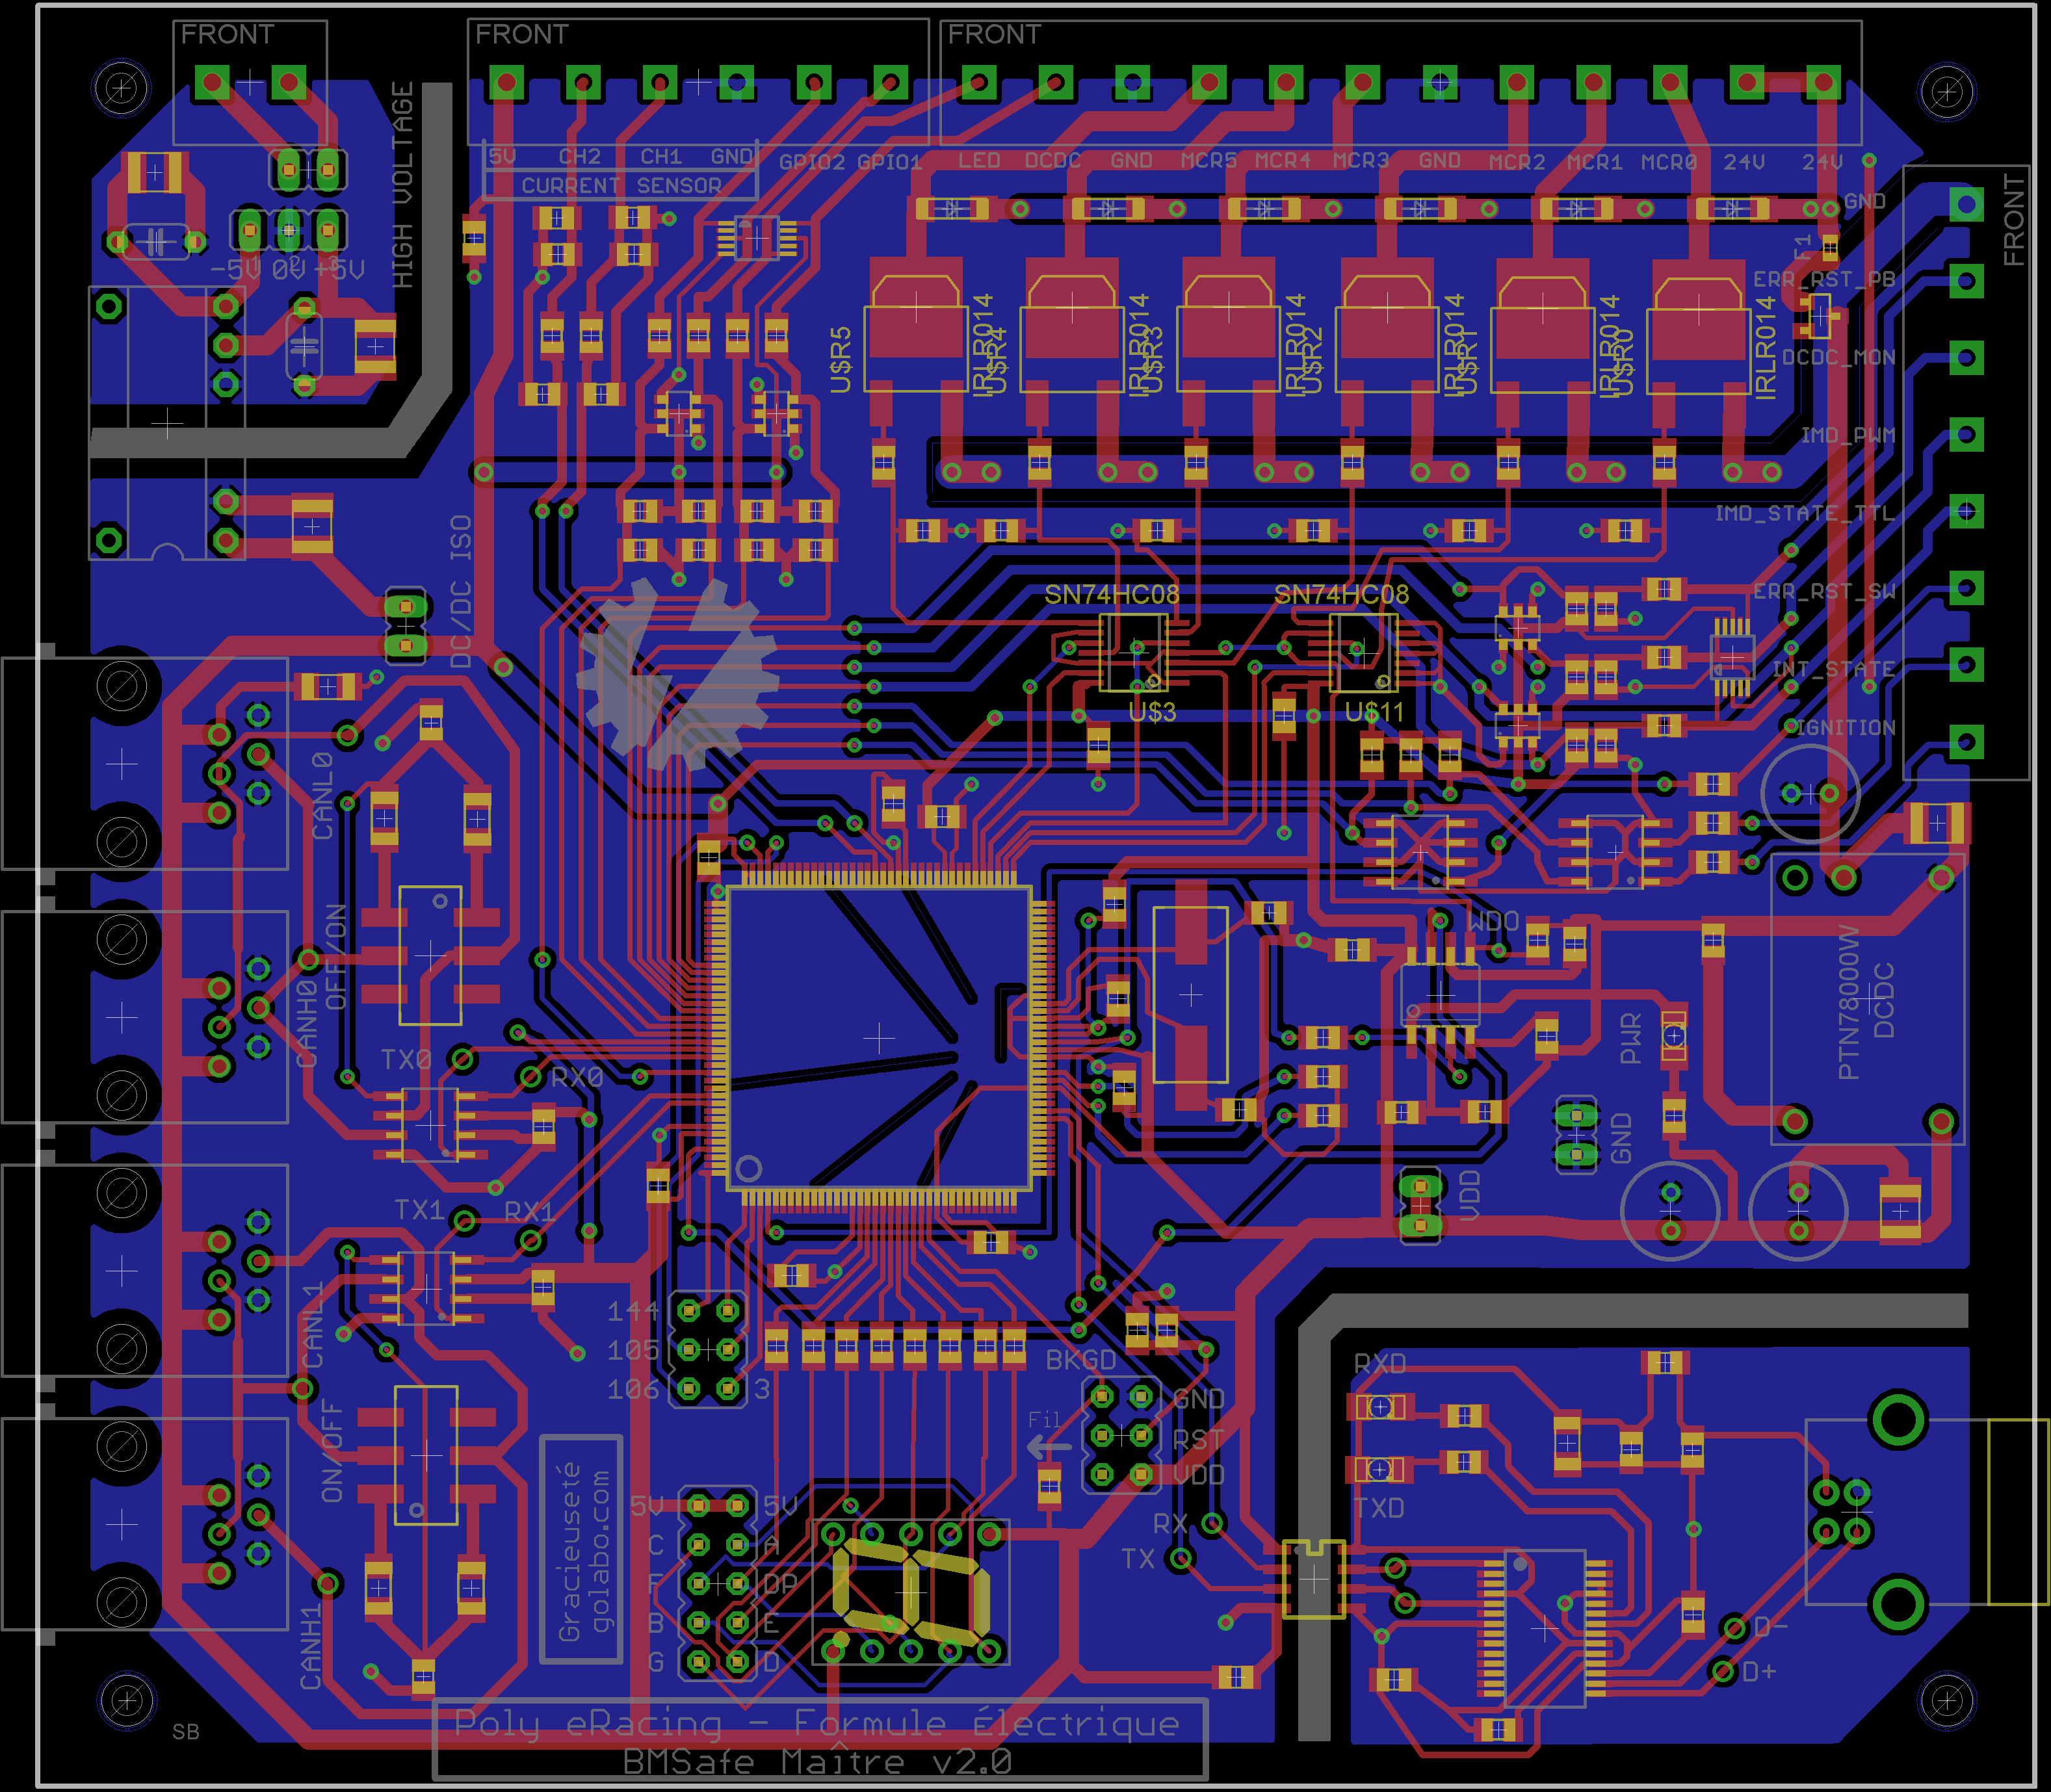 FRONT
FRONT
FRONT
5V CH2 CH1 GND GPIO2 GPIO1 LED DCDC GND MCR5 MCR4 MCR3 GND MCR2 MCR1 MCR0 24V 24V
CURRENT SENSOR
HIGH VOLTAGE
-5V 0V +5V
GND
FRONT
F1
ERR_RST_PB
DCDC_MON
IMD_PWM
IMD_STATE_TTL
ERR_RST_SW
INT_STATE
IGNITION
U$R5
IRLR014
U$R4
IRLR014
U$R3
IRLR014
U$R2
IRLR014
U$R1
IRLR014
U$R0
IRLR014
DC/DC ISO
SN74HC08
SN74HC08
U$3
U$11
CANL0
OFF/ON
CANH0
WDO
PTN78000W
DCDC
PWR
TX0
RX0
GND
VDD
TX1
RX1
CANL1
ON/OFF
CANH1
144
105
106 3
BKGD
GND
RST
VDD
Fil
RXD
TXD
Gracieuseté
golabo.com
5V 5V
C A
F DP
B E
G D
RX
TX
D-
D+
SB
Poly eRacing - Formule Électrique
BMSafe Maître v2.0